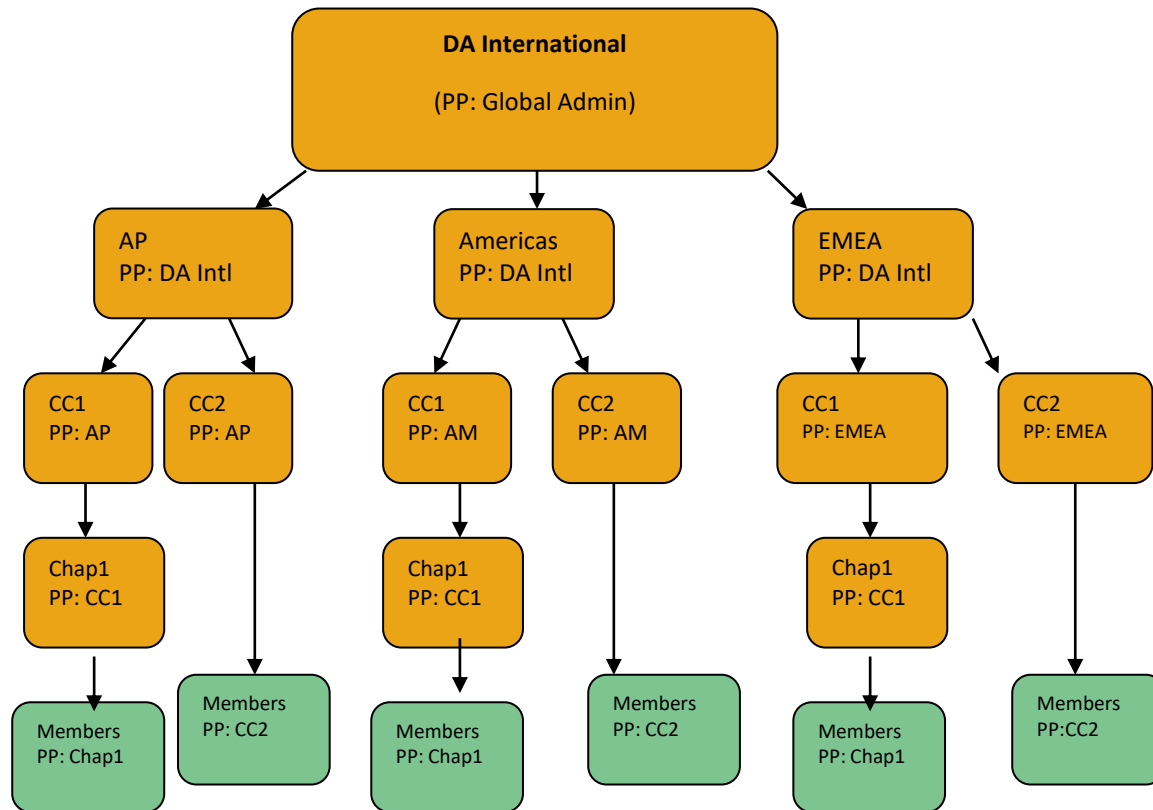 DA International
(PP: Global Admin)
AP
PP: DA Intl
Americas
PP: DA Intl
EMEA
PP: DA Intl
CC1
PP: AP
CC2
PP: AP
CC1
PP: AM
CC2
PP: AM
CC1
PP: EMEA
CC2
PP: EMEA
Chap1
PP: CC1
Chap1
PP: CC1
Chap1
PP: CC1
Members
PP: Chap1
Members
PP: CC2
Members
PP: Chap1
Members
PP: CC2
Members
PP: Chap1
Members
PP:CC2